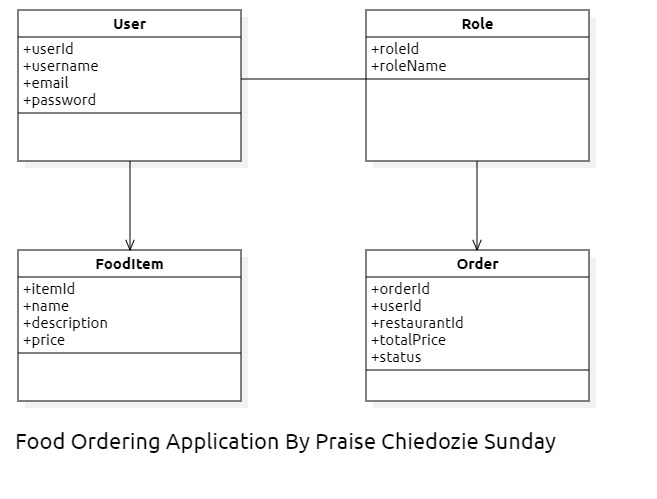 User
+userId
+username
+email
+password
Role
+roleId
+roleName
FoodItem
+itemId
+name
+description
+price
Order
+orderId
+userId
+restaurantId
+totalPrice
+status
Food Ordering Application By Praise Chiedozie Sunday